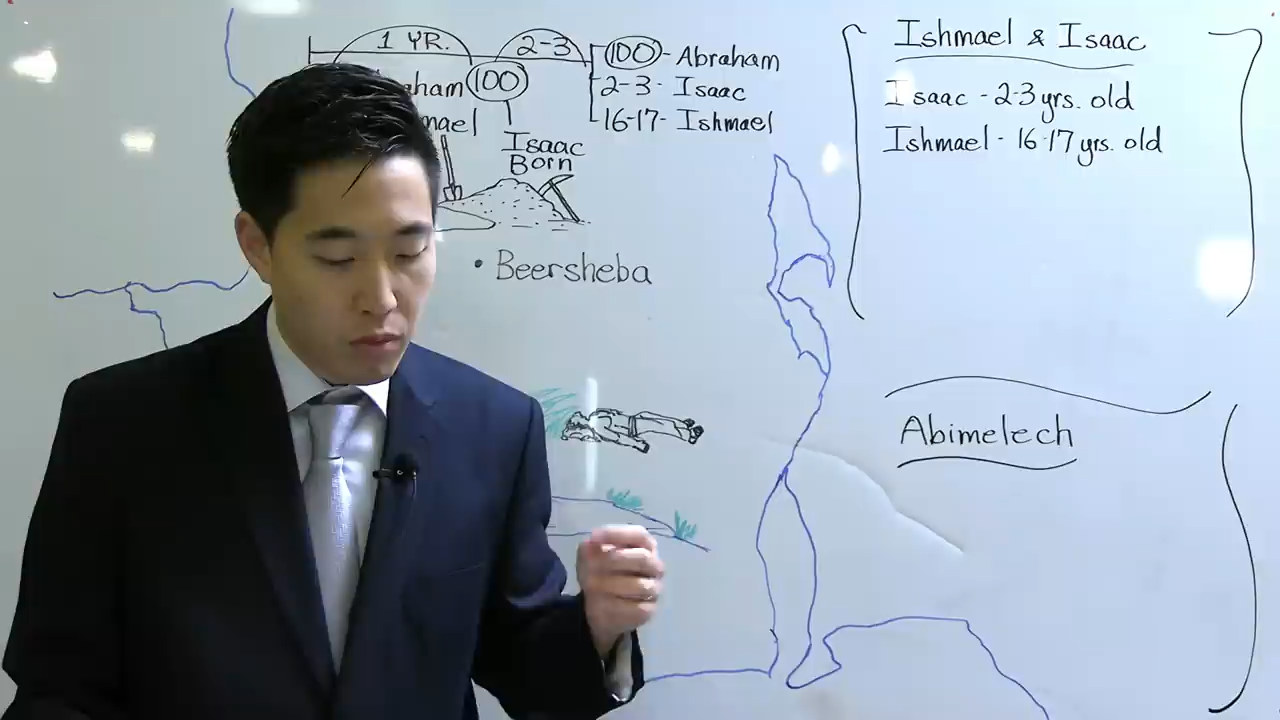 1 YR.
2-3
100 - Abraham
aham 100
2-3 - Isaac
mael
16-17 - Ishmael
Isaac
Born
• Beersheba
Ishmael & Isaac
Isaac - 2-3 yrs. old
Ishmael - 16-17 yrs. old
Abimelech